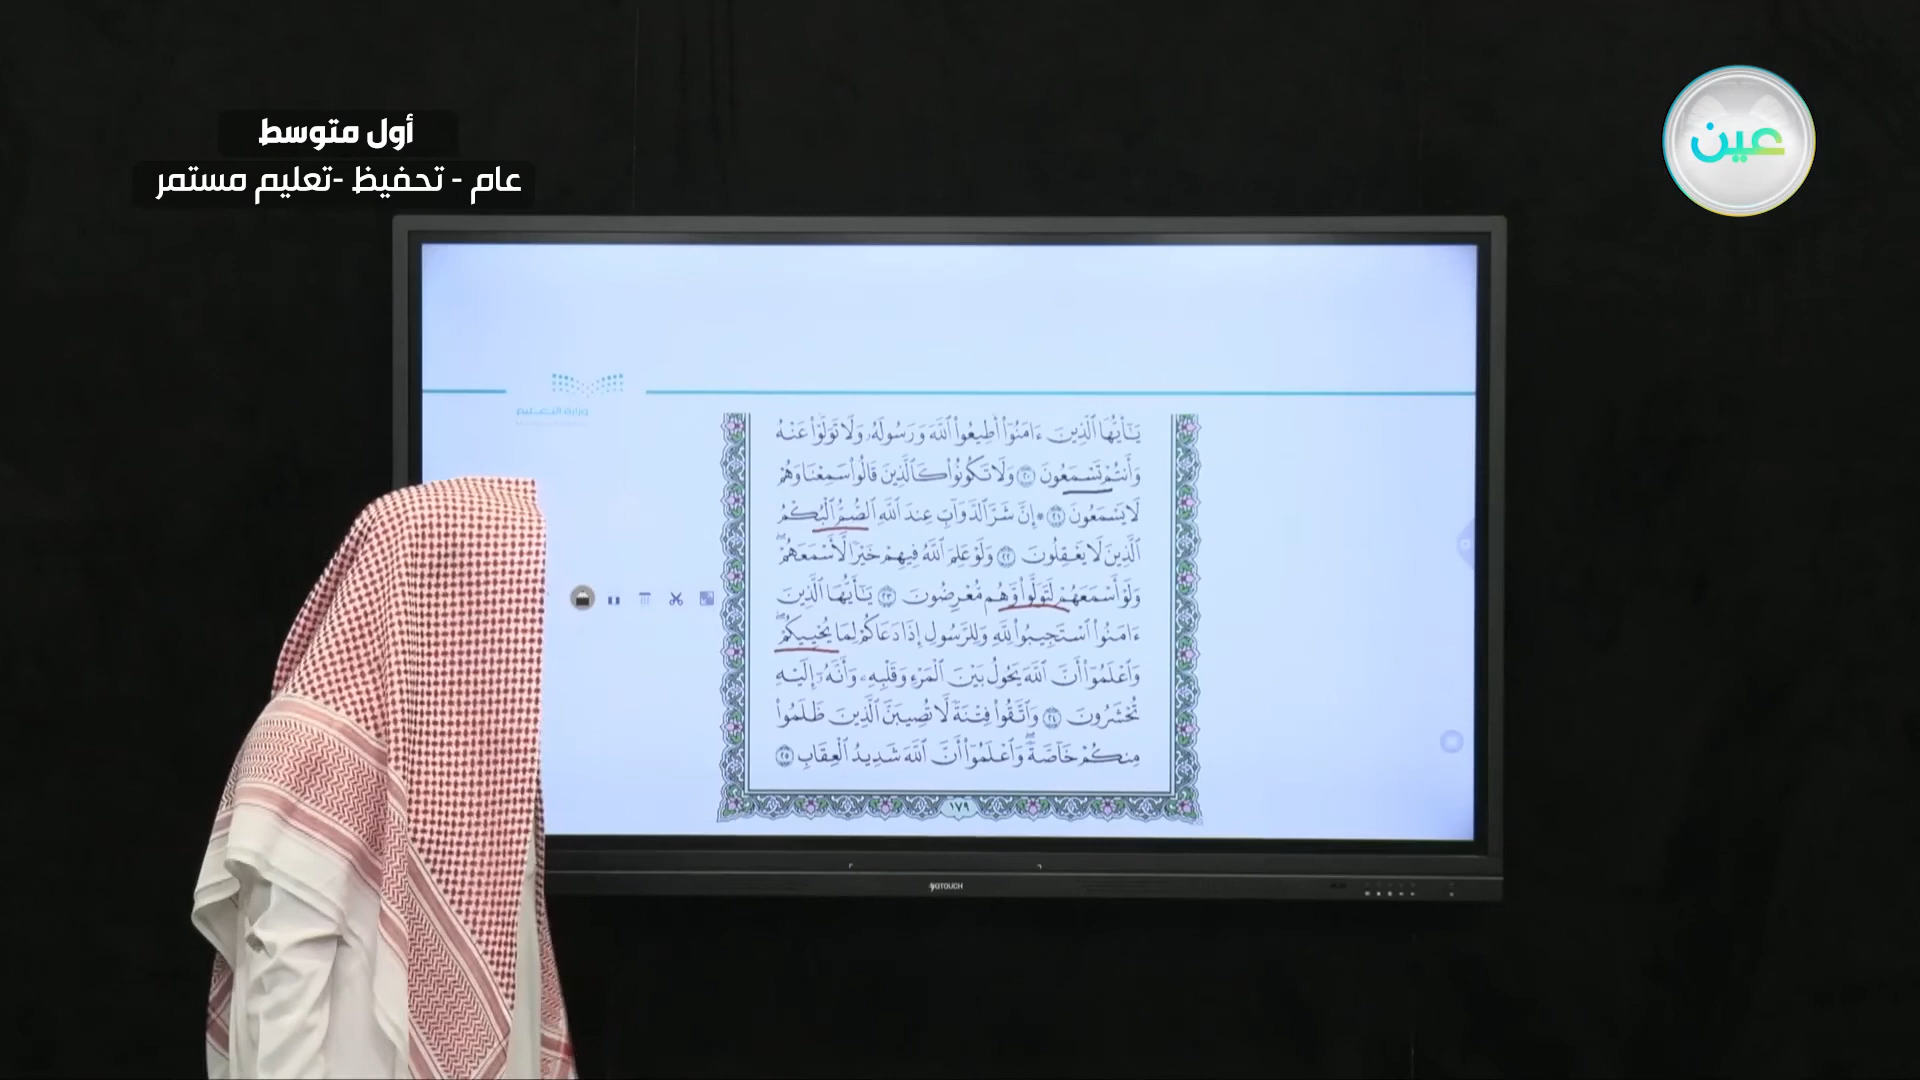 أول متوسط
عام - تحفيظ -تعليم مستمر
عين
وزارة التعليم
يَـٰٓأَيُّهَا ٱلَّذِينَ ءَامَنُوٓا۟ أَطِيعُوا۟ ٱللَّهَ وَرَسُولَهُۥ وَلَا تَوَلَّوْا۟ عَنْهُ
وَأَنتُمْ تَسْمَعُونَ ٢٠ وَلَا تَكُونُوا۟ كَٱلَّذِينَ قَالُوا۟ سَمِعْنَا وَهُمْ
لَا يَسْمَعُونَ ٢١ ۞ إِنَّ شَرَّ ٱلدَّوَآبِّ عِندَ ٱللَّهِ ٱلصُّمُّ ٱلْبُكْمُ
ٱلَّذِينَ لَا يَعْقِلُونَ ٢٢ وَلَوْ عَلِمَ ٱللَّهُ فِيهِمْ خَيْرًا لَّأَسْمَعَهُمْ ۖ
وَلَوْ أَسْمَعَهُمْ لَتَوَلَّوا۟ وَّهُم مُّعْرِضُونَ ٢٣ يَـٰٓأَيُّهَا ٱلَّذِينَ
ءَامَنُوا۟ ٱسْتَجِيبُوا۟ لِلَّهِ وَلِلرَّسُولِ إِذَا دَعَاكُمْ لِمَا يُحْيِيكُمْ ۖ
وَٱعْلَمُوٓا۟ أَنَّ ٱللَّهَ يَحُولُ بَيْنَ ٱلْمَرْءِ وَقَلْبِهِۦ وَأَنَّهُۥٓ إِلَيْهِ
تُحْشَرُونَ ٢٤ وَٱتَّقُوا۟ فِتْنَةً لَّا تُصِيبَنَّ ٱلَّذِينَ ظَلَمُوا۟
مِنكُمْ خَآصَّةً ۖ وَٱعْلَمُوٓا۟ أَنَّ ٱللَّهَ شَدِيدُ ٱلْعِقَابِ ٢٥
١٧٩